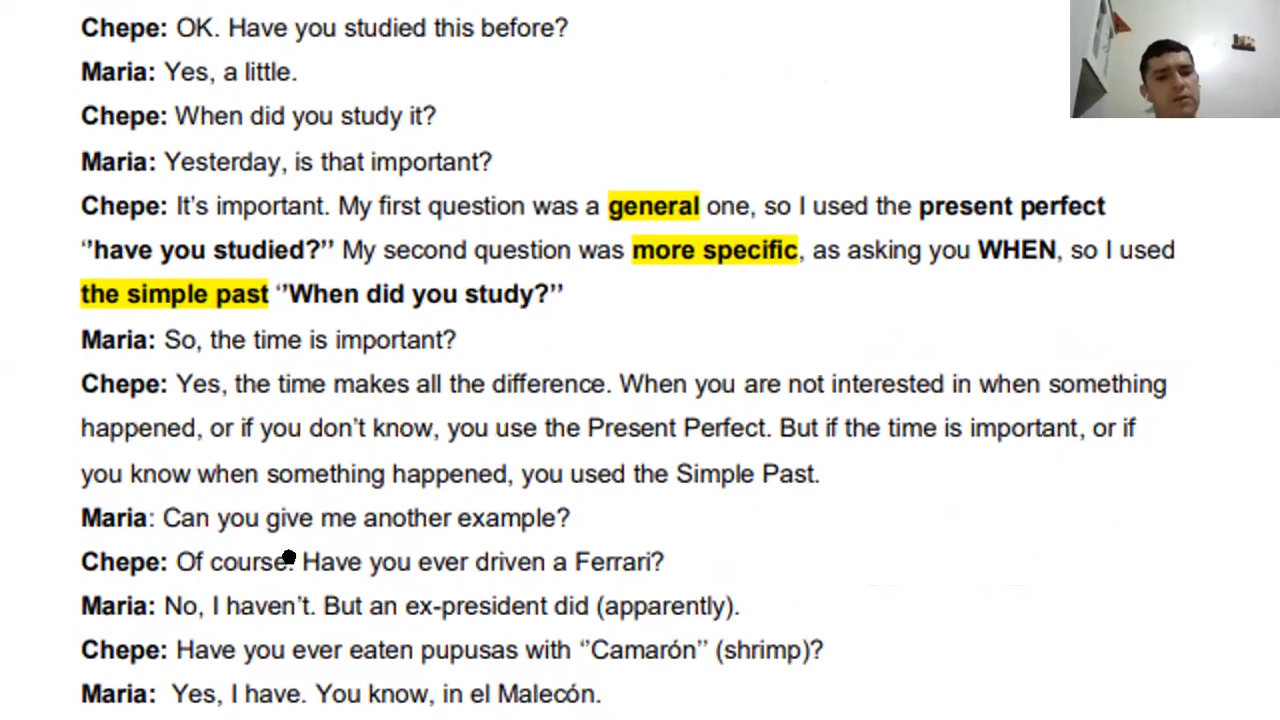 Chepe: OK. Have you studied this before?
Maria: Yes, a little.
Chepe: When did you study it?
Maria: Yesterday, is that important?
Chepe: It's important. My first question was a general one, so I used the present perfect
‘’have you studied?’’ My second question was more specific, as asking you WHEN, so I used
the simple past ‘’When did you study?’’
Maria: So, the time is important?
Chepe: Yes, the time makes all the difference. When you are not interested in when something
happened, or if you don’t know, you use the Present Perfect. But if the time is important, or if
you know when something happened, you used the Simple Past.
Maria: Can you give me another example?
Chepe: Of course. Have you ever driven a Ferrari?
Maria: No, I haven’t. But an ex-president did (apparently).
Chepe: Have you ever eaten pupusas with ‘’Camarón’’ (shrimp)?
Maria: Yes, I have. You know, in el Malecón.